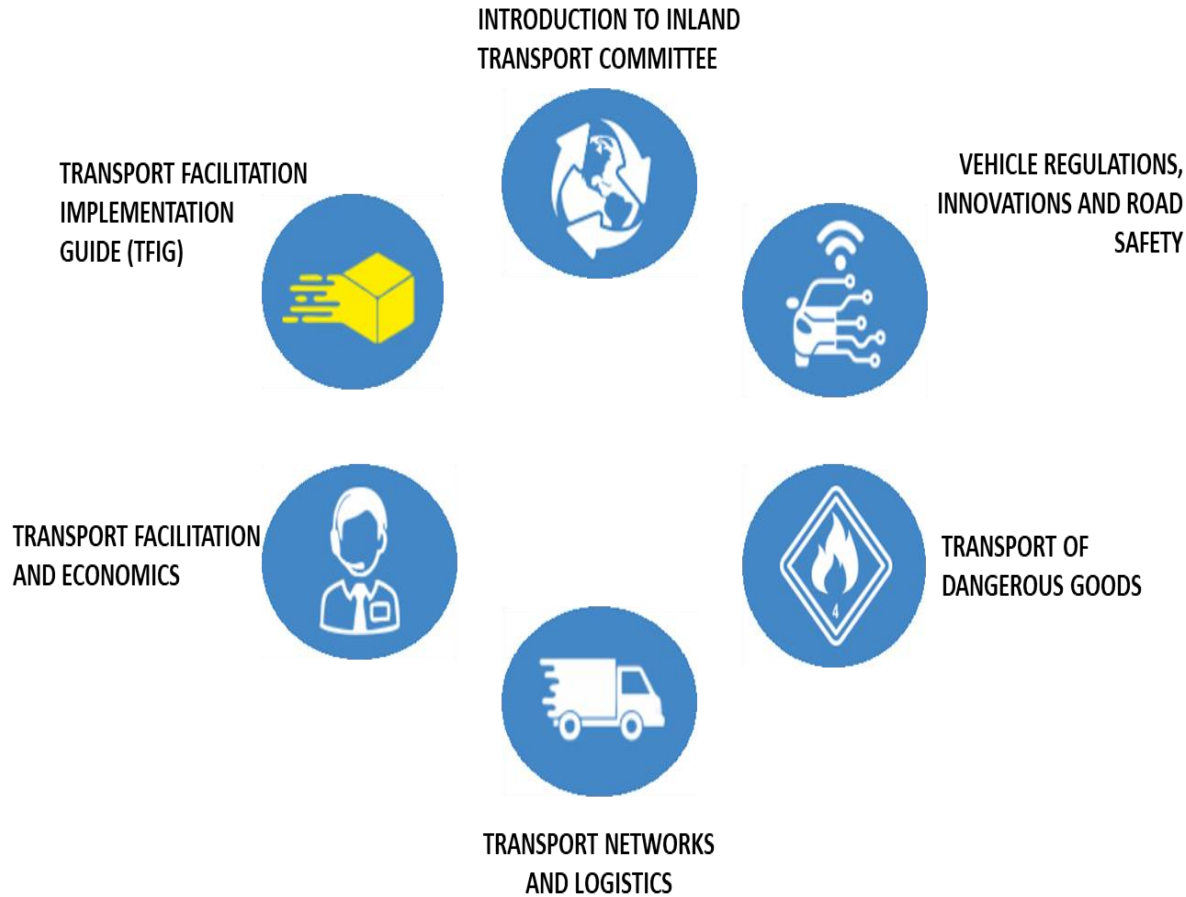 INTRODUCTION TO INLAND
TRANSPORT COMMITTEE
VEHICLE REGULATIONS,
INNOVATIONS AND ROAD
SAFETY
TRANSPORT FACILITATION
IMPLEMENTATION
GUIDE (TFIG)
TRANSPORT FACILITATION
AND ECONOMICS
TRANSPORT OF
DANGEROUS GOODS
4
TRANSPORT NETWORKS
AND LOGISTICS